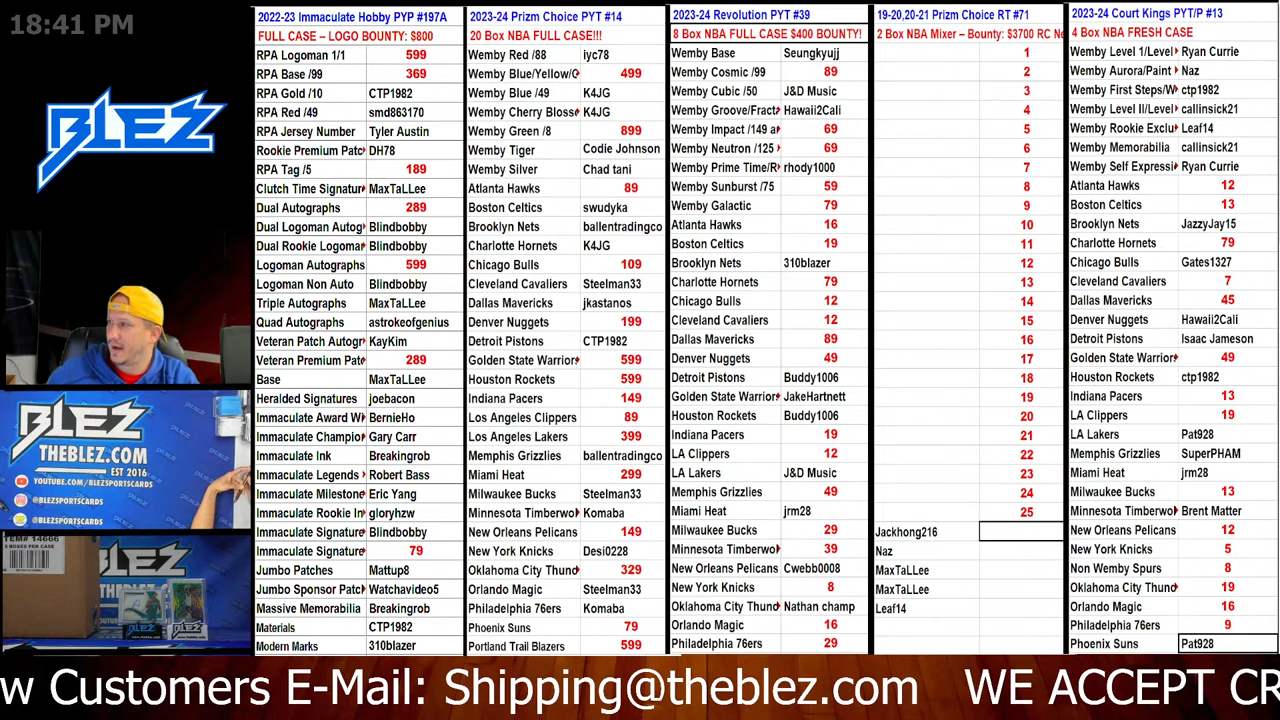 18:41 PM
BLEZ
BLEZ
THEBLEZ.COM
EST 2016
YOUTUBE.COM/BLEZSPORTSCARDS
@BLEZSPORTSCARDS
@BLEZSPORTSCARDS
ITEM# 14666
BOXES PER CASE
2022-23 Immaculate Hobby PYP #197A
FULL CASE – LOGO BOUNTY: $800
RPA Logoman 1/1 599
RPA Base /99 369
RPA Gold /10 CTP1982
RPA Red /49 smd863170
RPA Jersey Number Tyler Austin
Rookie Premium Patc DH78
RPA Tag /5 189
Clutch Time Signatur MaxTaLLee
Dual Autographs 289
Dual Logoman Autog Blindbobby
Dual Rookie Logoma Blindbobby
Logoman Autographs 599
Logoman Non Auto Blindbobby
Triple Autographs MaxTaLLee
Quad Autographs astrokeofgenius
Veteran Patch Autogr KayKim
Veteran Premium Pat 289
Base MaxTaLLee
Heralded Signatures joebacon
Immaculate Award W BernieHo
Immaculate Champio Gary Carr
Immaculate Ink Breakingrob
Immaculate Legends Robert Bass
Immaculate Mileston Eric Yang
Immaculate Rookie In gloryhzw
Immaculate Signatur Blindbobby
Immaculate Signatur 79
Jumbo Patches Mattup8
Jumbo Sponsor Patc Watchavideo5
Massive Memorabilia Breakingrob
Materials CTP1982
Modern Marks 310blazer
2023-24 Prizm Choice PYT #14
20 Box NBA FULL CASE!!!
Wemby Red /88 iyc78
Wemby Blue/Yellow/G 499
Wemby Blue /49 K4JG
Wemby Cherry Bloss K4JG
Wemby Green /8 899
Wemby Tiger Codie Johnson
Wemby Silver Chad tani
Atlanta Hawks 89
Boston Celtics swudyka
Brooklyn Nets ballentradingco
Charlotte Hornets K4JG
Chicago Bulls 109
Cleveland Cavaliers Steelman33
Dallas Mavericks jkastanos
Denver Nuggets 199
Detroit Pistons CTP1982
Golden State Warrior 599
Houston Rockets 599
Indiana Pacers 149
Los Angeles Clippers 89
Los Angeles Lakers 399
Memphis Grizzlies ballentradingco
Miami Heat 299
Milwaukee Bucks Steelman33
Minnesota Timberwo Komaba
New Orleans Pelicans 149
New York Knicks Desi0228
Oklahoma City Thund 329
Orlando Magic Steelman33
Philadelphia 76ers Komaba
Phoenix Suns 79
Portland Trail Blazers 599
2023-24 Revolution PYT #39
8 Box NBA FULL CASE $400 BOUNTY!
Wemby Base Seungkyujj
Wemby Cosmic /99 89
Wemby Cubic /50 J&D Music
Wemby Groove/Fract Hawaii2Cali
Wemby Impact /149 a 69
Wemby Neutron /125 69
Wemby Prime Time/R rhody1000
Wemby Sunburst /75 59
Wemby Galactic 79
Atlanta Hawks 16
Boston Celtics 19
Brooklyn Nets 310blazer
Charlotte Hornets 79
Chicago Bulls 12
Cleveland Cavaliers 12
Dallas Mavericks 89
Denver Nuggets 49
Detroit Pistons Buddy1006
Golden State Warrior JakeHartnett
Houston Rockets Buddy1006
Indiana Pacers 19
LA Clippers 12
LA Lakers J&D Music
Memphis Grizzlies 49
Miami Heat jrm28
Milwaukee Bucks 29
Minnesota Timberwo 39
New Orleans Pelicans Cwebb0008
New York Knicks 8
Oklahoma City Thund Nathan champ
Orlando Magic 16
Philadelphia 76ers 29
19-20,20-21 Prizm Choice RT #71
2 Box NBA Mixer – Bounty: $3700 RC Ne
1
2
3
4
5
6
7
8
9
10
11
12
13
14
15
16
17
18
19
20
21
22
23
24
25
Jackhong216
Naz
MaxTaLLee
MaxTaLLee
Leaf14
2023-24 Court Kings PYT/P #13
4 Box NBA FRESH CASE
Wemby Level 1/Level Ryan Currie
Wemby Aurora/Paint Naz
Wemby First Steps/W ctp1982
Wemby Level II/Level callinsick21
Wemby Rookie Exclu Leaf14
Wemby Memorabilia callinsick21
Wemby Self Expressi Ryan Currie
Atlanta Hawks 12
Boston Celtics 13
Brooklyn Nets JazzyJay15
Charlotte Hornets 79
Chicago Bulls Gates1327
Cleveland Cavaliers 7
Dallas Mavericks 45
Denver Nuggets Hawaii2Cali
Detroit Pistons Isaac Jameson
Golden State Warrior 49
Houston Rockets ctp1982
Indiana Pacers 13
LA Clippers 19
LA Lakers Pat928
Memphis Grizzlies SuperPHAM
Miami Heat jrm28
Milwaukee Bucks 13
Minnesota Timberwo Brent Matter
New Orleans Pelicans 12
New York Knicks 5
Non Wemby Spurs 8
Oklahoma City Thund 19
Orlando Magic 16
Philadelphia 76ers 9
Phoenix Suns Pat928
w Customers E-Mail: Shipping@theblez.com WE ACCEPT CR